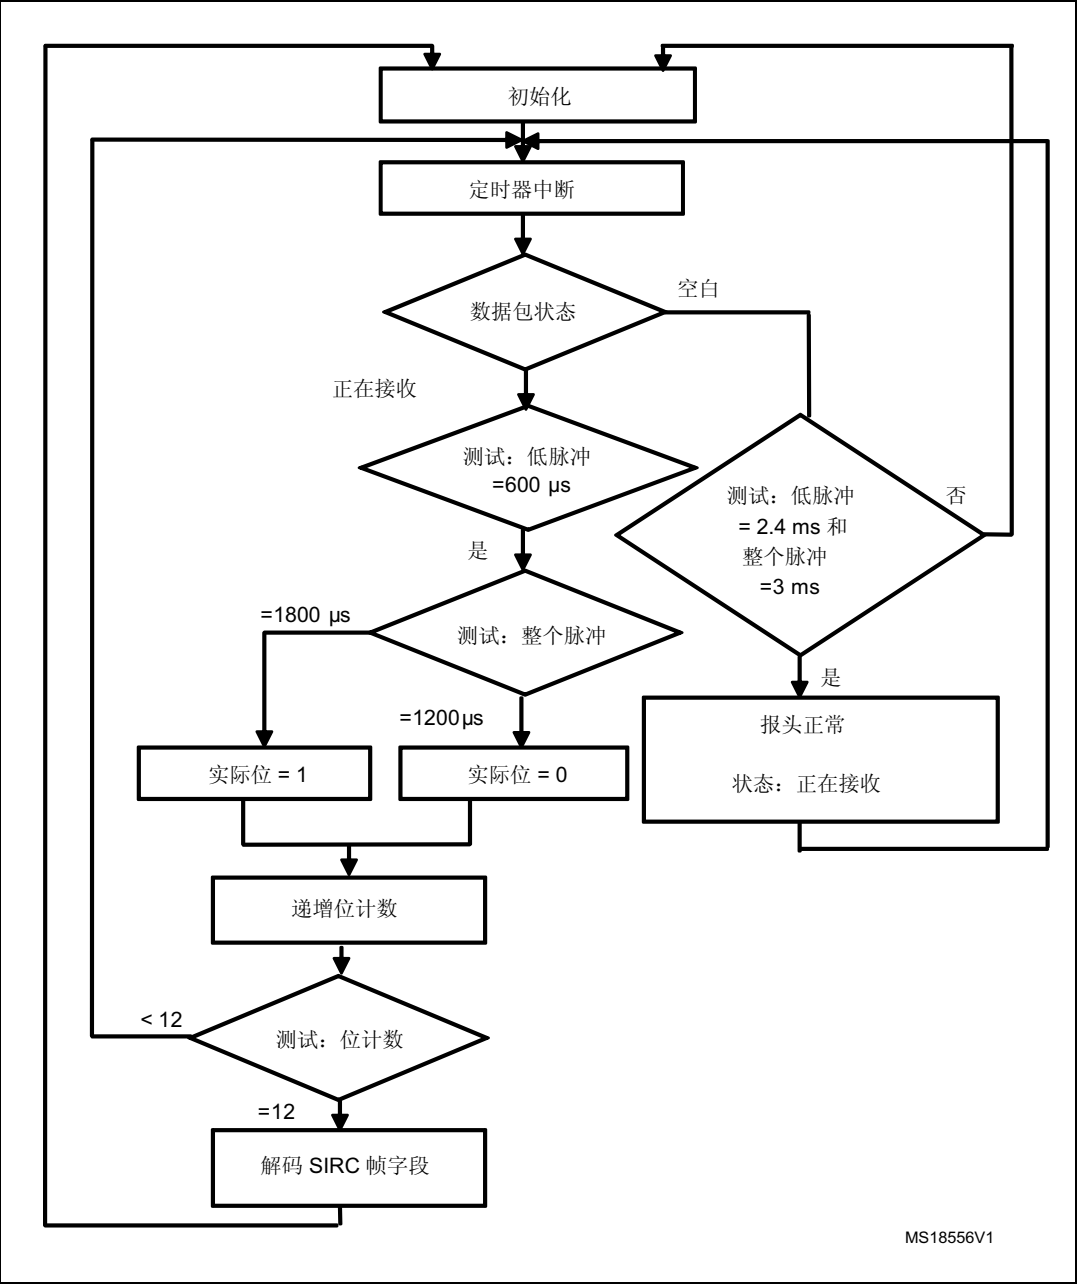 初始化
定时器中断
空白
数据包状态
正在接收
测试：低脉冲
=600 µs
测试：低脉冲
= 2.4 ms 和
整个脉冲
=3 ms
否
是
=1800 µs
测试：整个脉冲
是
=1200µs
报头正常
状态：正在接收
实际位 = 1
实际位 = 0
递增位计数
< 12
测试：位计数
=12
解码 SIRC 帧字段
MS18556V1